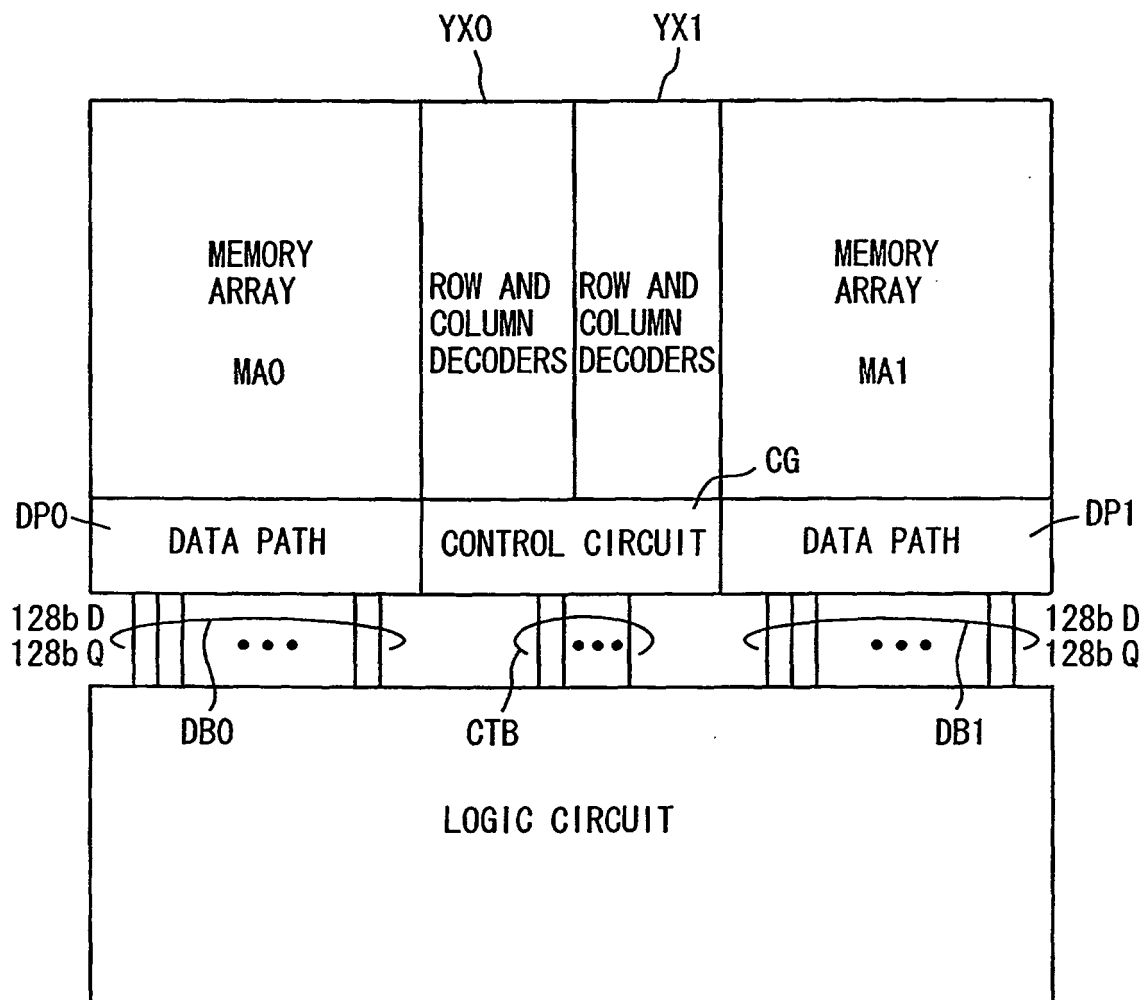 YX0
YX1
MEMORY
ARRAY
MA0
ROW AND
COLUMN
DECODERS
ROW AND
COLUMN
DECODERS
MEMORY
ARRAY
MA1
CG
DP0
DATA PATH
CONTROL CIRCUIT
DATA PATH
DP1
128b D
128b Q
128b D
128b Q
DB0
CTB
DB1
LOGIC CIRCUIT